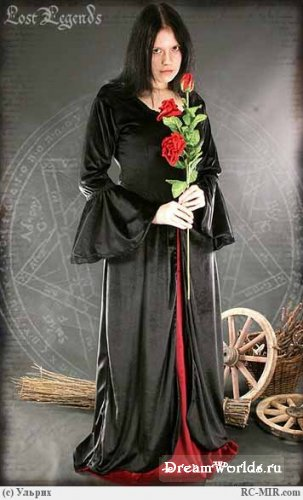 Lost Legends
DreamWorlds.ru
(c) Ульрих
RC-MIR.com